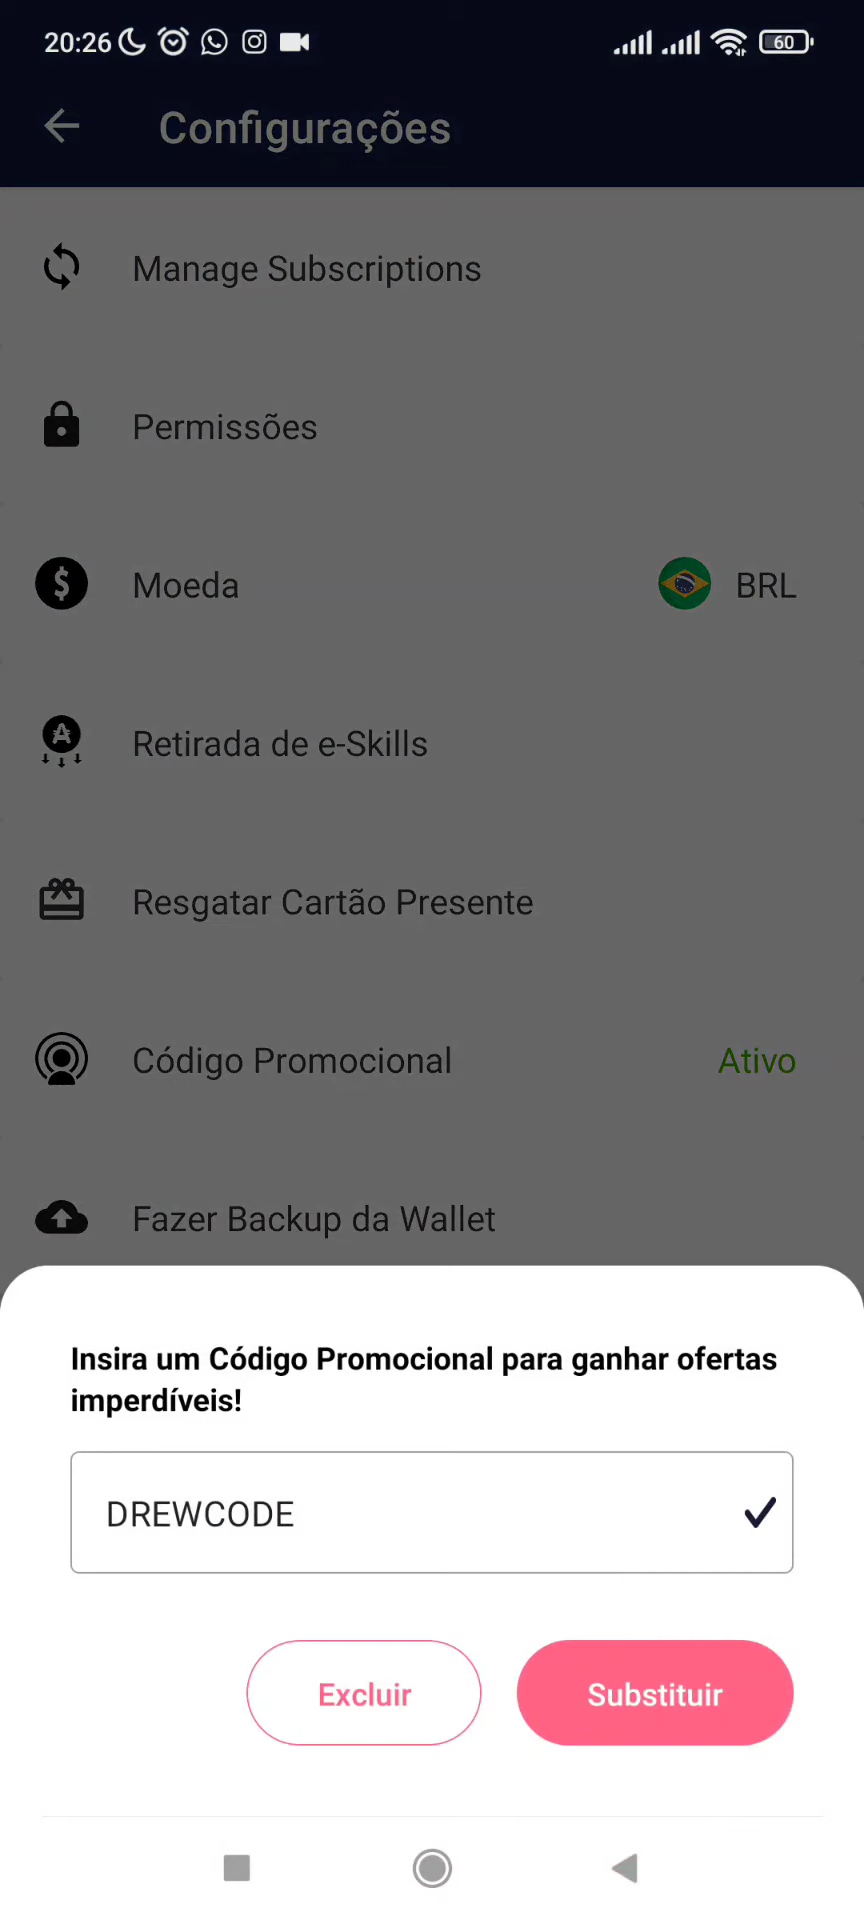 20:26
60
Configurações
Manage Subscriptions
Permissões
Moeda
BRL
Retirada de e-Skills
Resgatar Cartão Presente
Código Promocional
Ativo
Fazer Backup da Wallet
Insira um Código Promocional para ganhar ofertas
imperdíveis!
DREWCODE
Excluir
Substituir